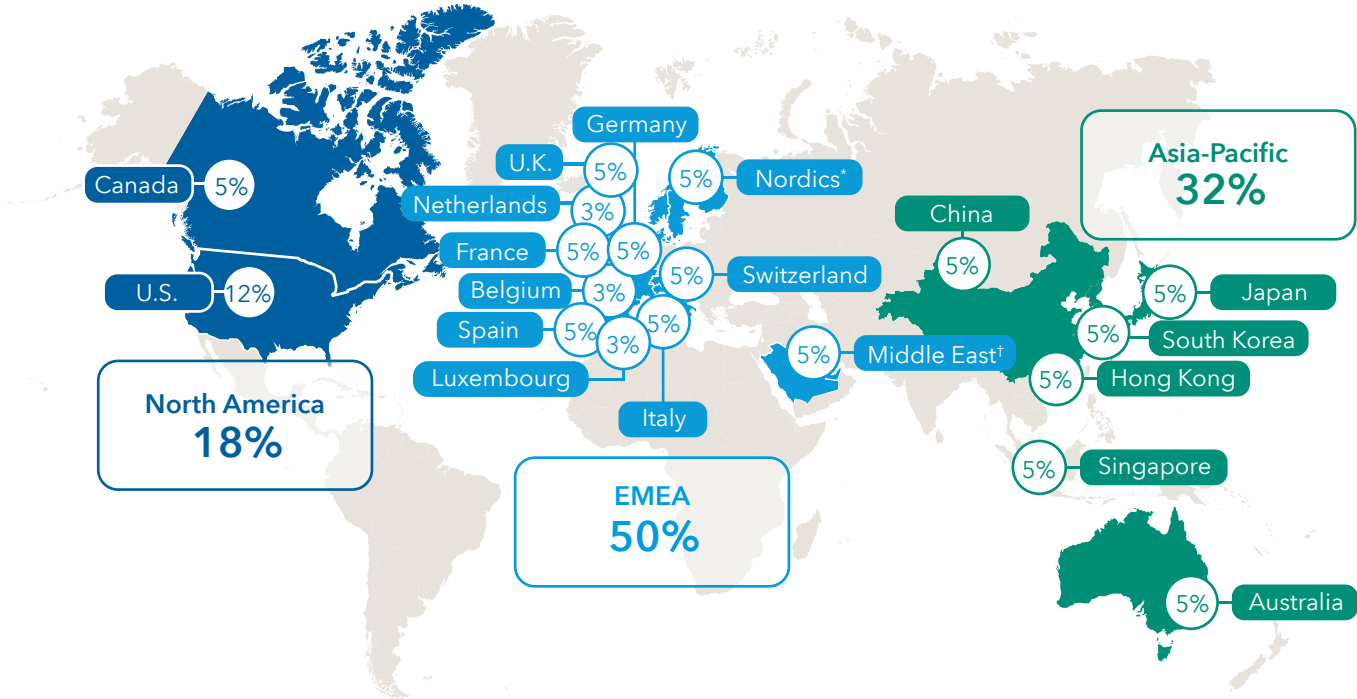 Germany
U.K.
5%
5%
Nordics*
Asia-Pacific
32%
Canada
5%
Netherlands
3%
China
5%
France
5%
5%
5%
Switzerland
U.S.
12%
Belgium
3%
5%
Japan
Spain
5%
3%
5%
5%
South Korea
5%
Middle East†
Luxembourg
5%
Hong Kong
North America
18%
Italy
5%
Singapore
EMEA
50%
5%
Australia